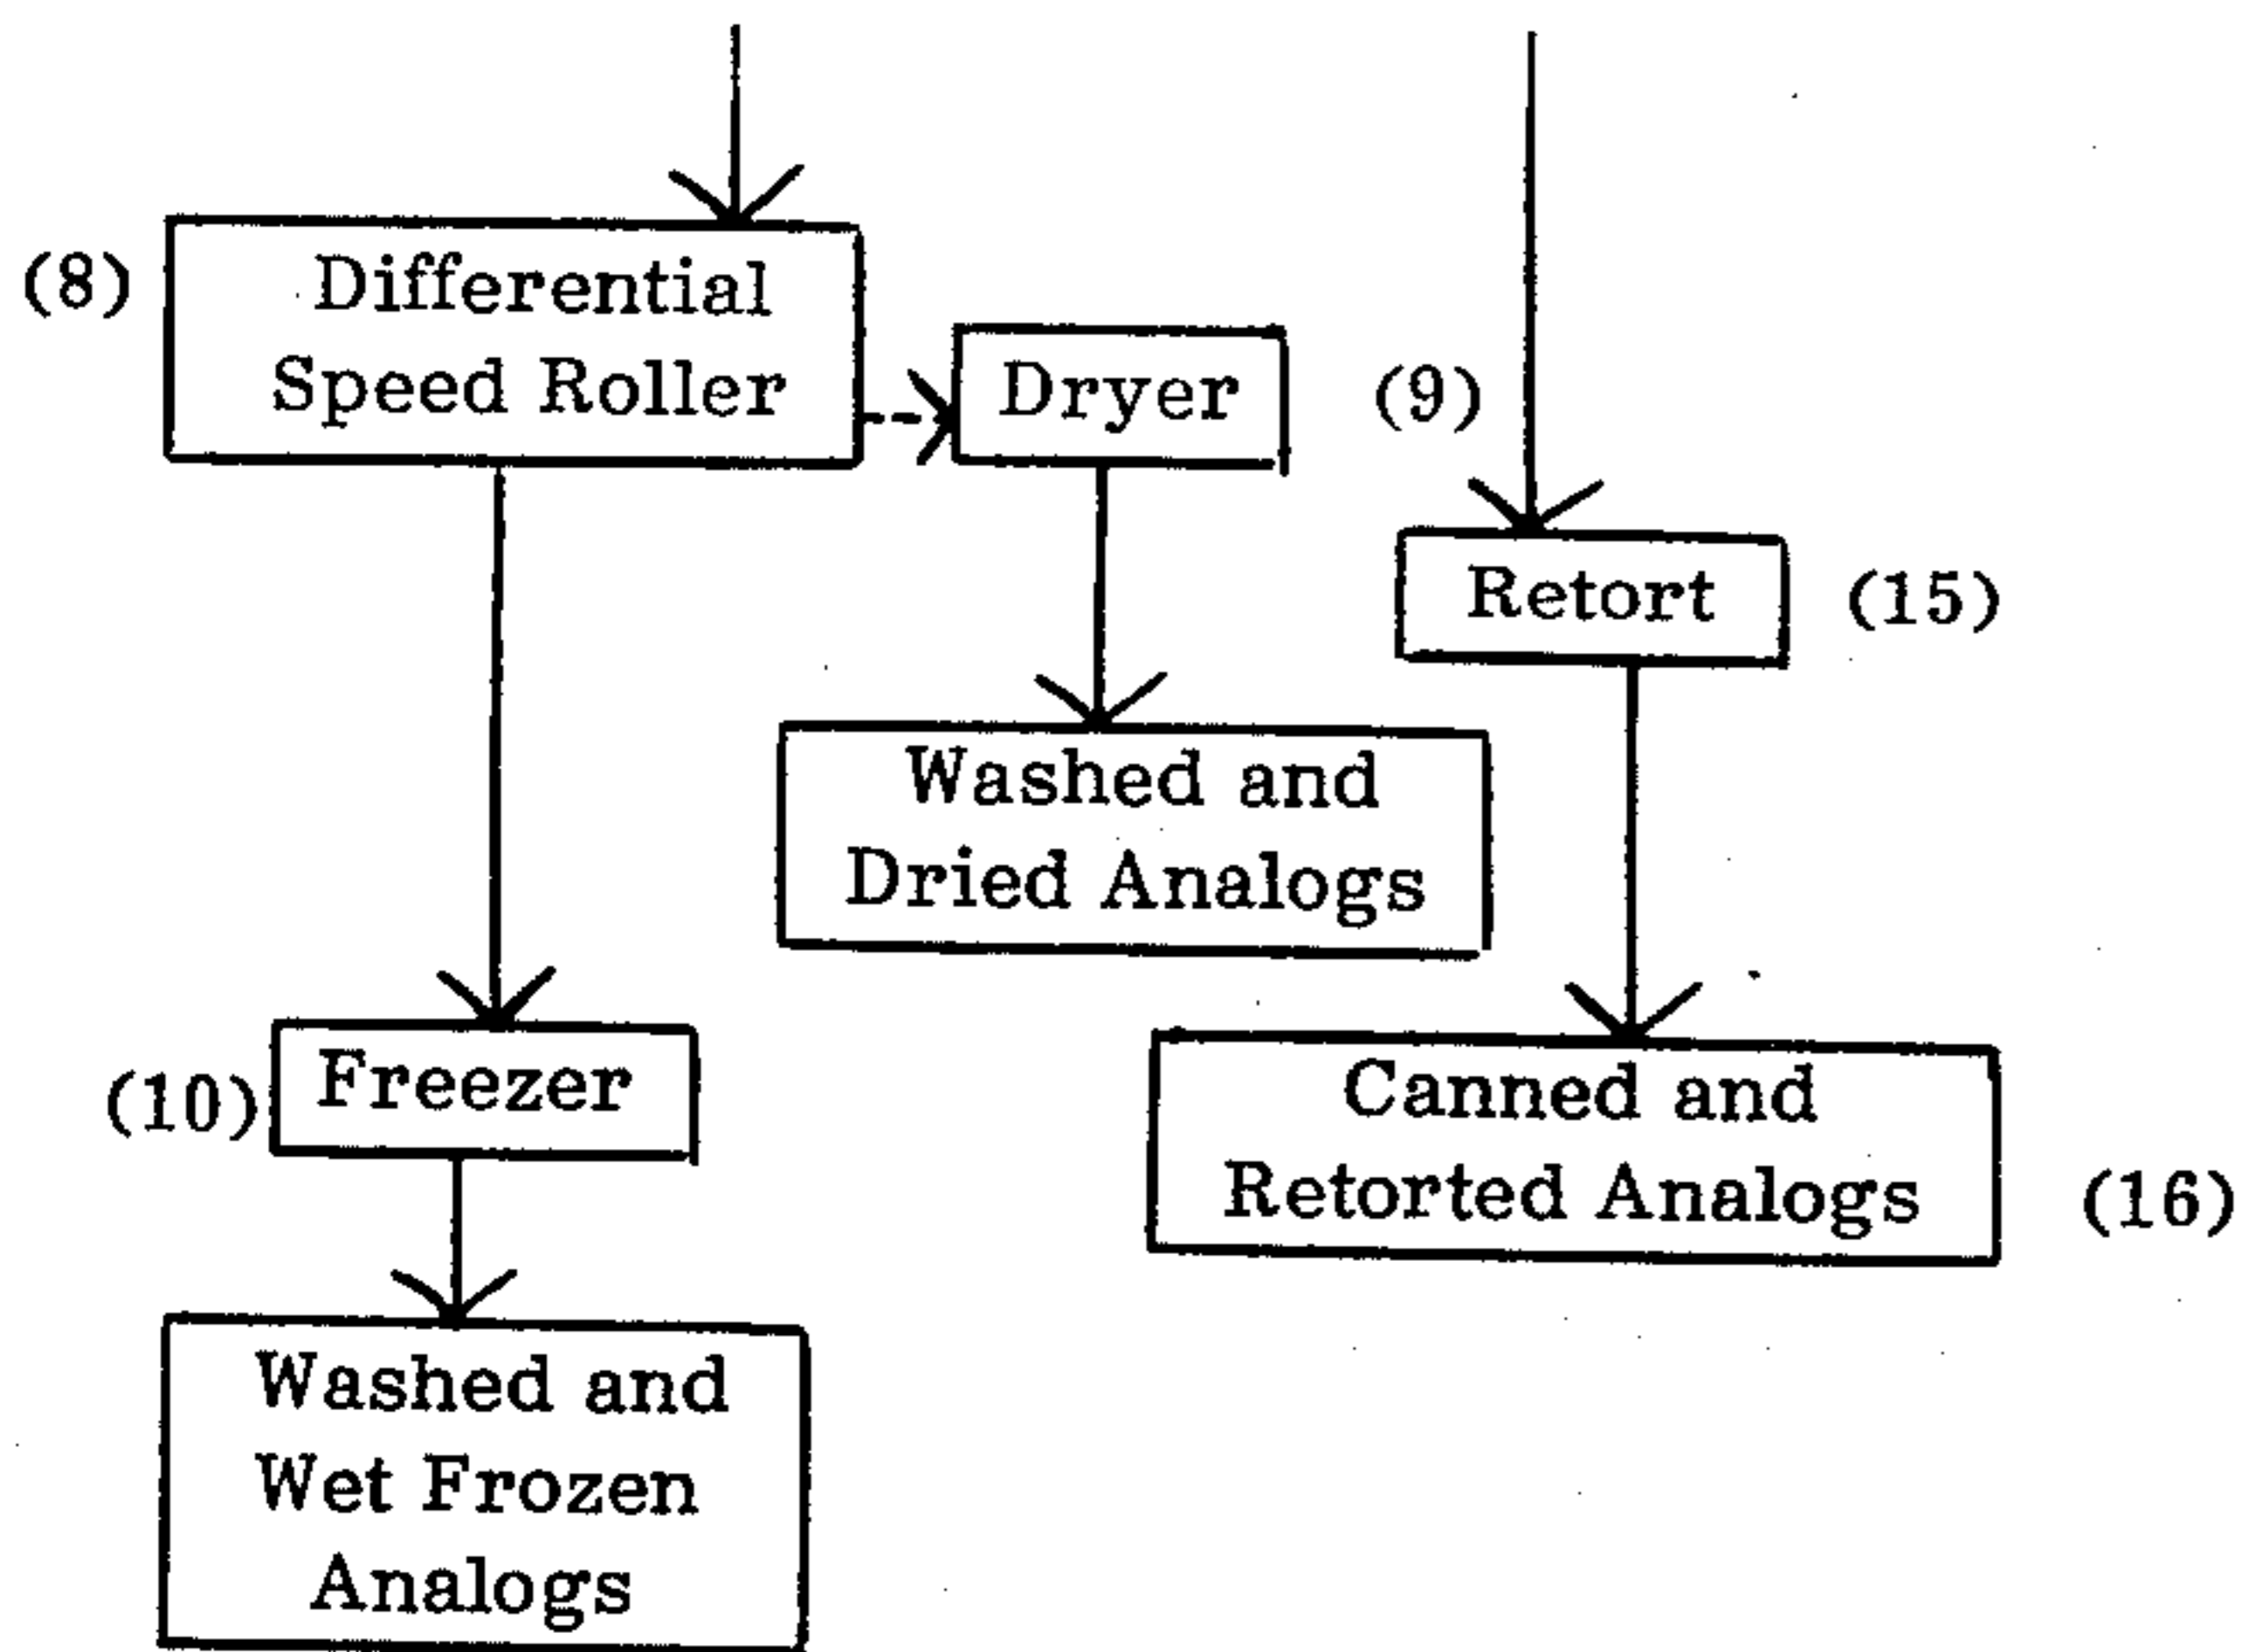 (8)
Differential
Speed Roller
Dryer
(9)
Retort
(15)
Washed and
Dried Analogs
(10)
Freezer
Canned and
Retorted Analogs
(16)
Washed and
Wet Frozen
Analogs